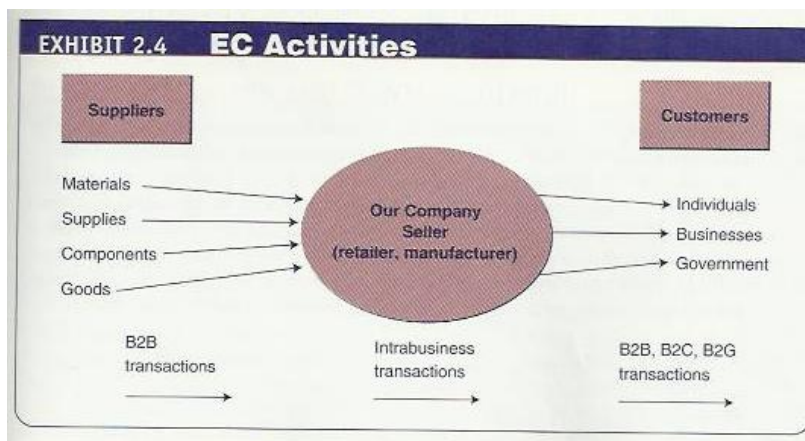 EXHIBIT 2.4 EC Activities
Suppliers
Customers
Materials
Supplies
Components
Goods
Our Company
Seller
(retailer, manufacturer)
Individuals
Businesses
Government
B2B
transactions
Intrabusiness
transactions
B2B, B2C, B2G
transactions